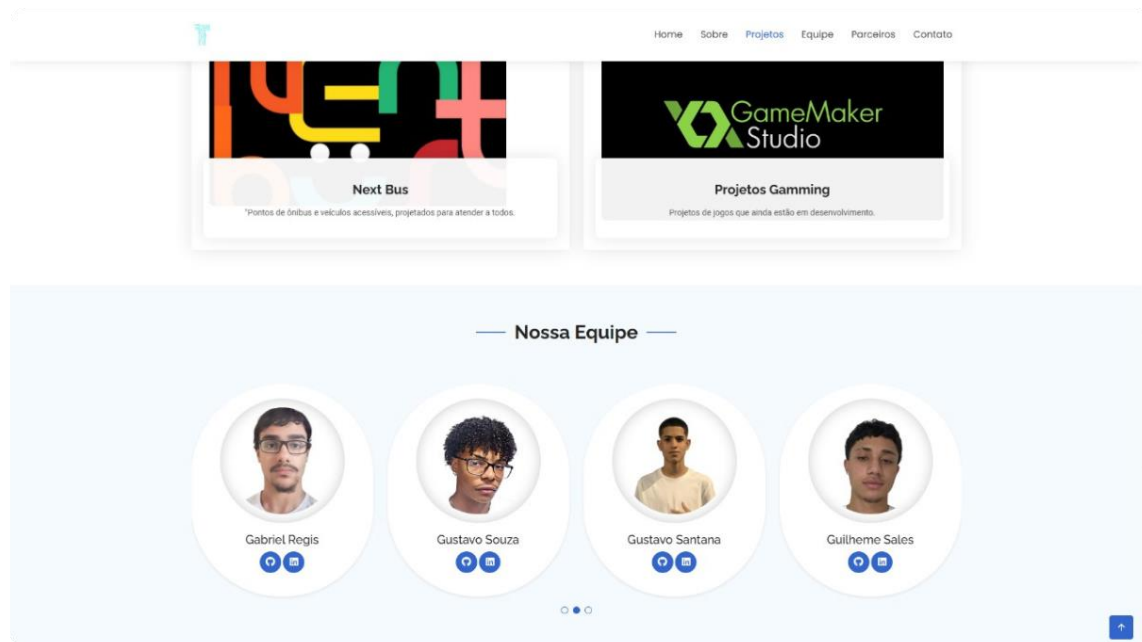 Home Sobre Projetos Equipe Parceiros Contato
GameMaker
Studio
Next Bus
"Pontos de ônibus e veículos acessíveis, projetados para atender a todos.
Projetos Gamming
Projetos de jogos que ainda estão em desenvolvimento.
Nossa Equipe
Gabriel Regis
Gustavo Souza
Gustavo Santana
Guilheme Sales